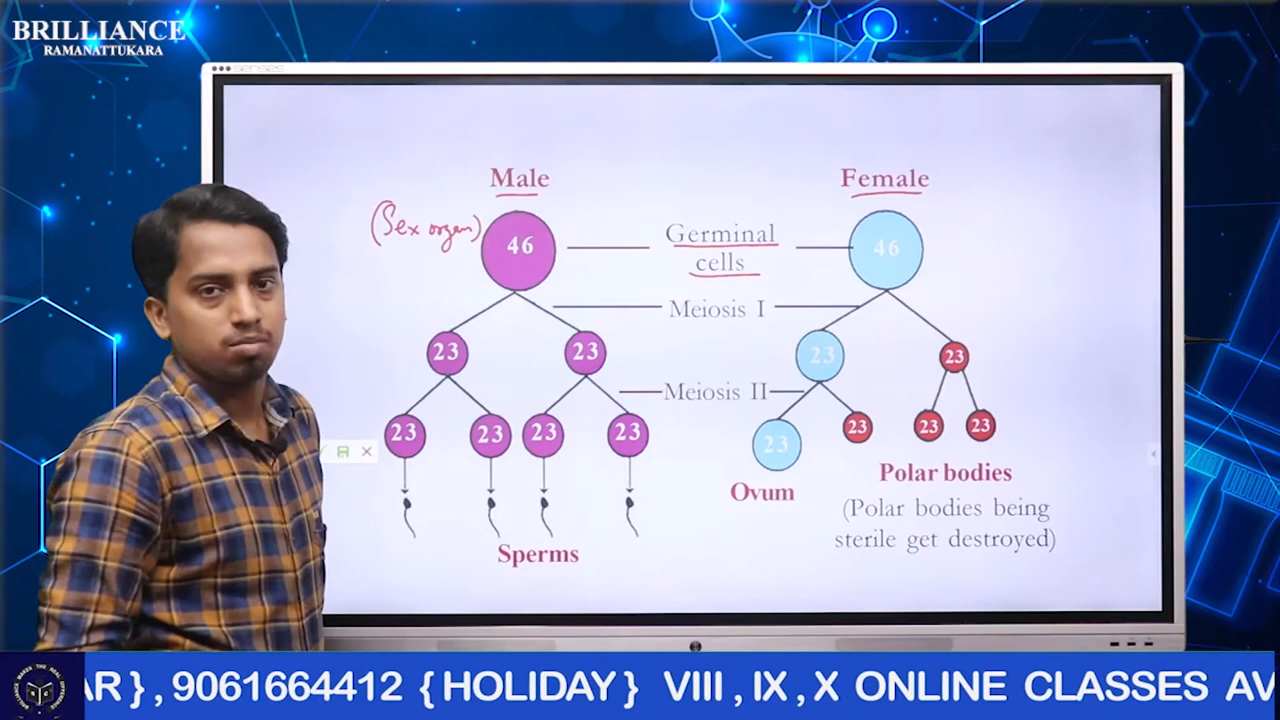 BRILLIANCE
RAMANATTUKARA
senses
Male
Female
(Sex organ)
46
Germinal
cells
46
Meiosis I
23
23
23
23
Meiosis II
23
23
23
23
23
23
23
23
Polar bodies
Ovum
(Polar bodies being
sterile get destroyed)
Sperms
AR } , 9061664412 { HOLIDAY } VIII , IX , X ONLINE CLASSES AV